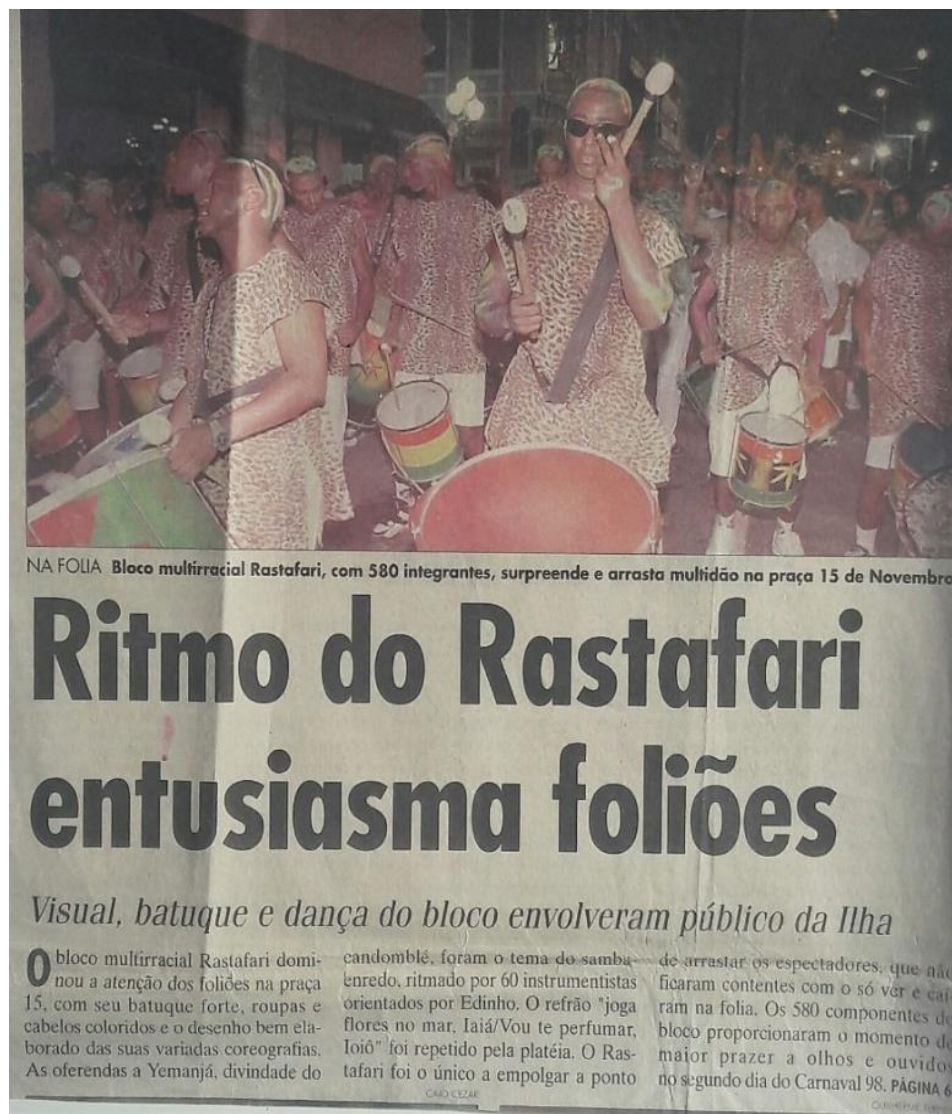 NA FOLIA Bloco multirracial Rastafari, com 580 integrantes, surpreende e arrasta multidão na praça 15 de Novembro
Ritmo do Rastafari
entusiasma foliões
Visual, batuque e dança do bloco envolveram público da Ilha
O bloco multirracial Rastafari domi-
nou a atenção dos foliões na praça
15, com seu batuque forte, roupas e
cabelos coloridos e o desenho bem ela-
borado das suas variadas coreografias.
As oferendas a Yemanjá, divindade do
candomblé, foram o tema do samba-
enredo, ritmado por 60 instrumentistas
orientados por Edinho. O refrão "joga
flores no mar, Iaiá/Vou te perfumar,
Ioiô" foi repetido pela platéia. O Ras-
tafari foi o único a empolgar a ponto
de arrastar os espectadores, que não
ficaram contentes com o só ver e caí
ram na folia. Os 580 componentes do
bloco proporcionaram o momento de
maior prazer a olhos e ouvidos
no segundo dia do Carnaval 98. PÁGINA 6
CAIO CEZAR